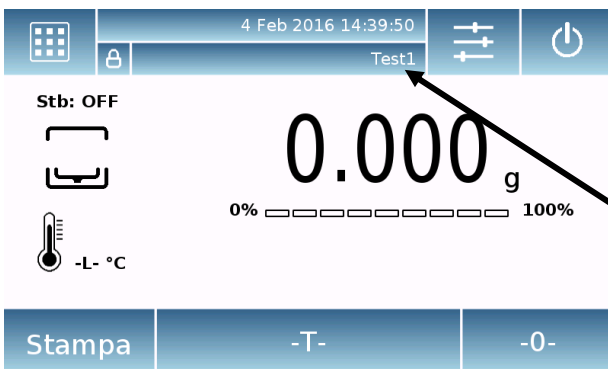 4 Feb 2016 14:39:50
Test1
Stb: OFF
0.000 g
0% 100%
-L- °C
Stampa -T- -0-